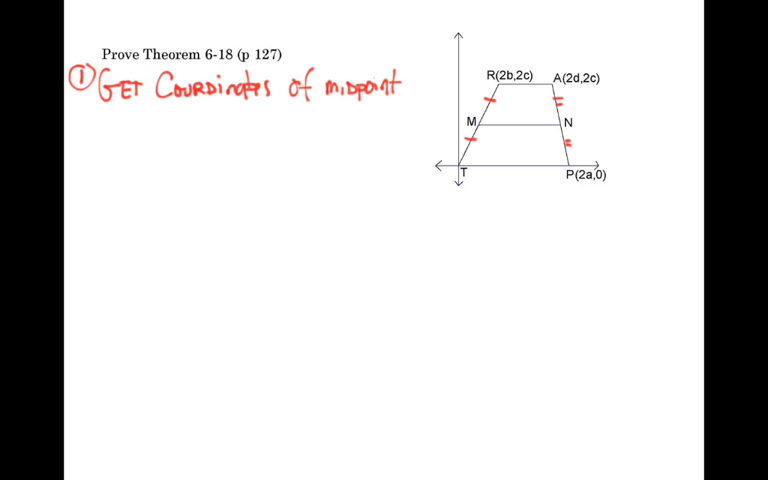 Prove Theorem 6-18 (p 127)
① GET COORDinates of miDpoint
R(2b,2c)
A(2d,2c)
M
N
T
P(2a,0)